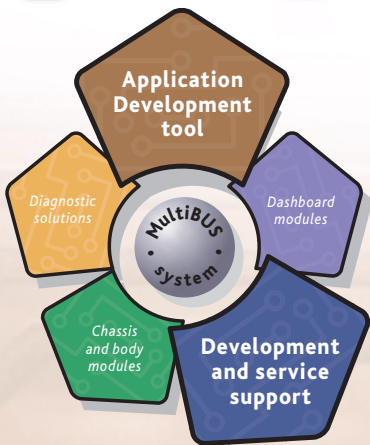 Application
Development
tool
Diagnostic
solutions
Dashboard
modules
MultiBUS
system
Chassis
and body
modules
Development
and service
support